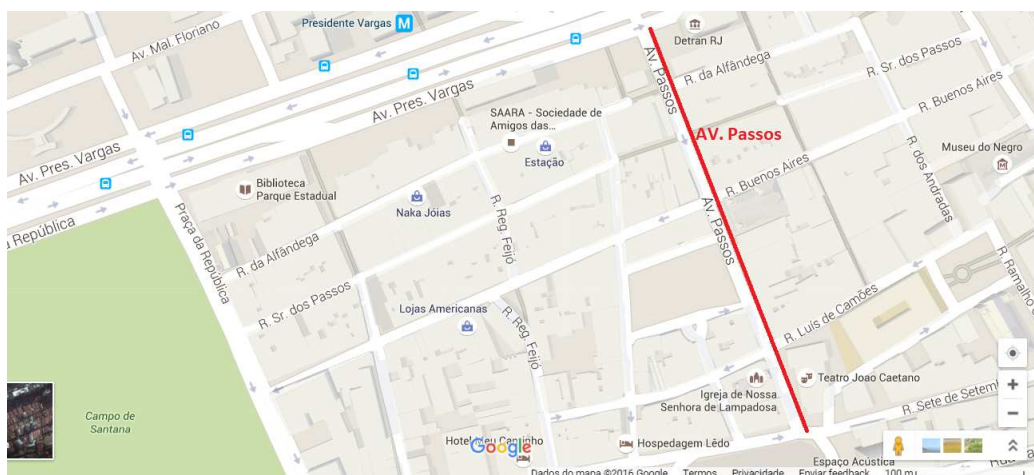 Presidente Vargas M
Av. Mal. Floriano
Detran RJ
Av. Passos
R. da Alfândega
R. Sr. dos Passos
Av. Pres. Vargas
SAARA - Sociedade de
Amigos das...
Estação
AV. Passos
R. Buenos Aires
Museu do Negro
Av. Pres. Vargas
Biblioteca
Parque Estadual
Naka Jóias
R. Reg. Feijó
R. Buenos Aires
R. dos Andradas
Av. Passos
da República
Praça da República
R. da Alfândega
R. Sr. dos Passos
Lojas Americanas
R. Reg. Feijó
R. Luis de Camões
R. Ramalho
Teatro Joao Caetano
Igreja de Nossa
Senhora de Lampadosa
R. Sete de Setemb
Campo de
Santana
Hotel
Google
Hospedagem Lêdo
Espaço Acústica
Dados do mapa ©2016 Google Termos Privacidade Enviar feedback 100 m